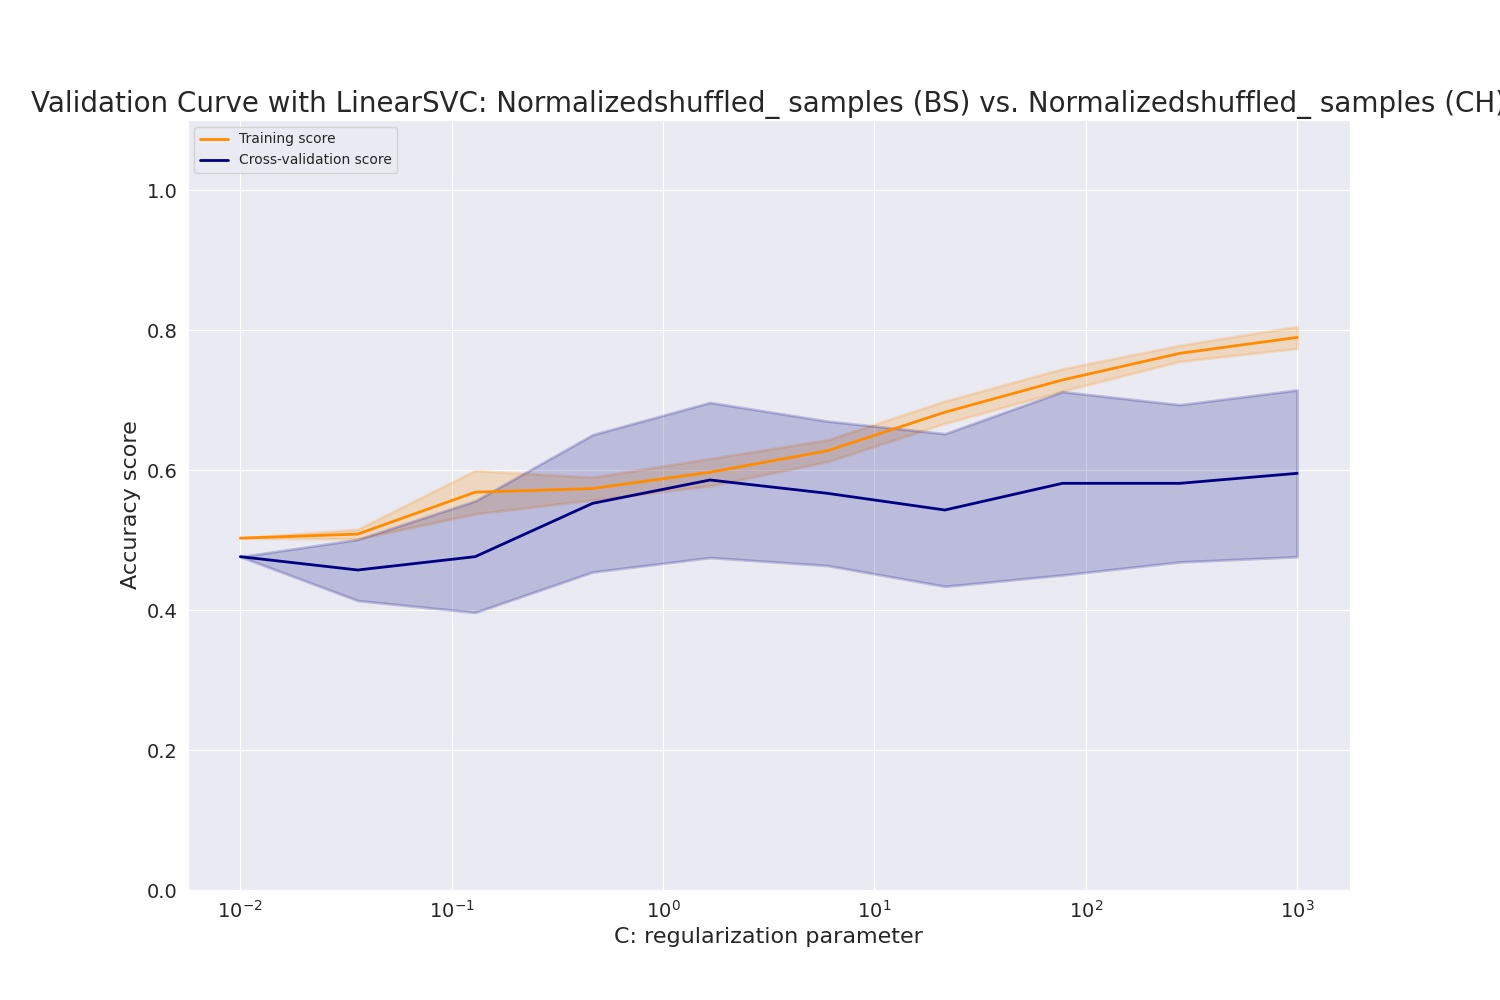 Validation Curve with LinearSVC: Normalizedshuffled_ samples (BS) vs. Normalizedshuffled_ samples (CH)
Training score
Cross-validation score
1.0
0.8
0.6
0.4
0.2
0.0
Accuracy score
10⁻² 10⁻¹ 10⁰ 10¹ 10² 10³
C: regularization parameter